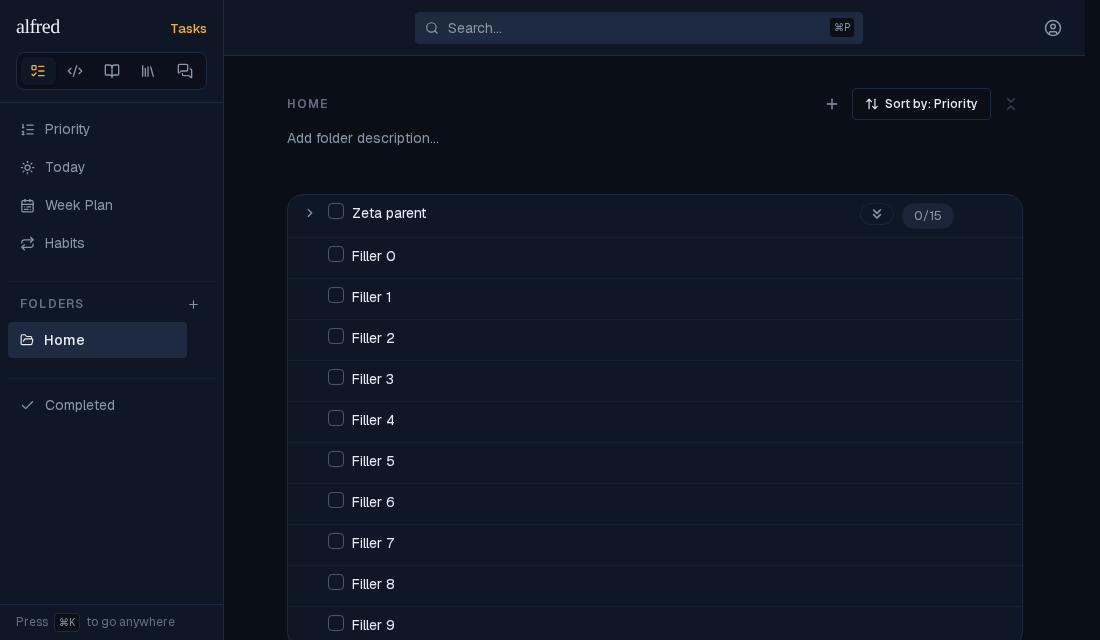 alfred
Tasks
Search...
⌘P
Priority
Today
Week Plan
Habits
FOLDERS
Home
Completed
Press ⌘K to go anywhere
HOME
Sort by: Priority
Add folder description...
Zeta parent
0/15
Filler 0
Filler 1
Filler 2
Filler 3
Filler 4
Filler 5
Filler 6
Filler 7
Filler 8
Filler 9